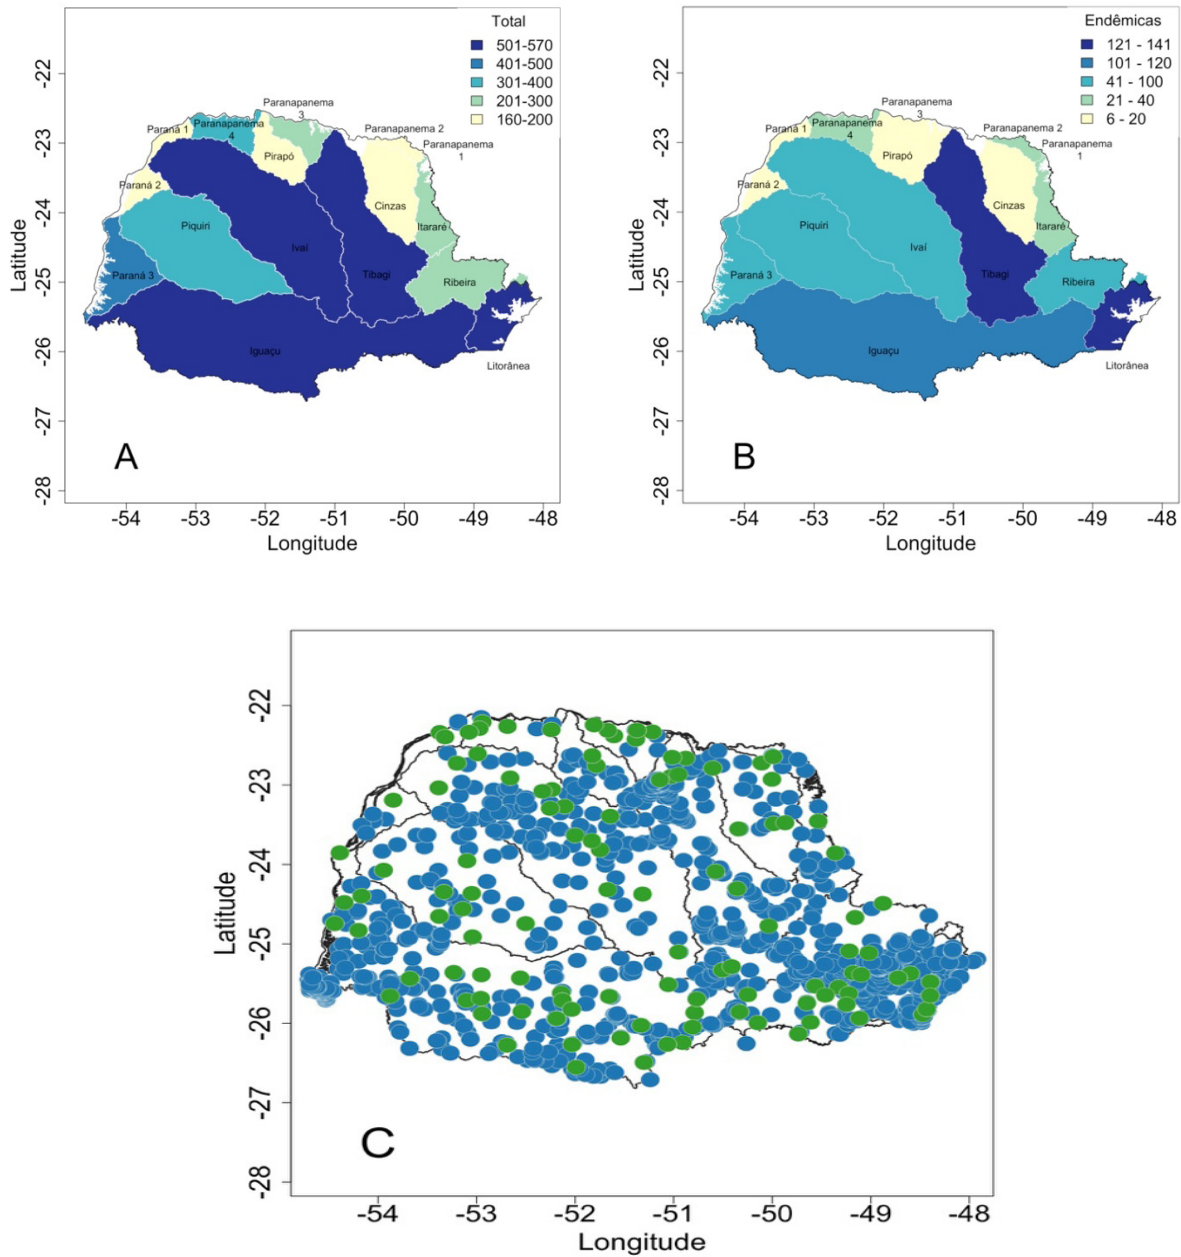 Total
501-570
401-500
301-400
201-300
160-200
-22
-23
-24
-25
-26
-27
-28
Latitude
Paranapanema
3
Paraná 1
Paranapanema
4
Paranapanema 2
Paranapanema
1
Pirapó
Paraná 2
Cinzas
Piquiri
Itararé
Ivaí
Paraná 3
Tibagi
Ribeira
Iguaçu
Litorânea
A
-54
-53
-52
-51
-50
-49
-48
Longitude
Endêmicas
121 - 141
101 - 120
41 - 100
21 - 40
6 - 20
-22
-23
-24
-25
-26
-27
-28
Latitude
Paranapanema
3
Paraná 1
Paranapanema
4
Paranapanema 2
Paranapanema
1
Pirapó
Paraná 2
Cinzas
Piquiri
Itararé
Ivaí
Paraná 3
Tibagi
Ribeira
Iguaçu
Litorânea
B
-54
-53
-52
-51
-50
-49
-48
Longitude
-22
-23
-24
-25
-26
-27
-28
Latitude
C
-54
-53
-52
-51
-50
-49
-48
Longitude